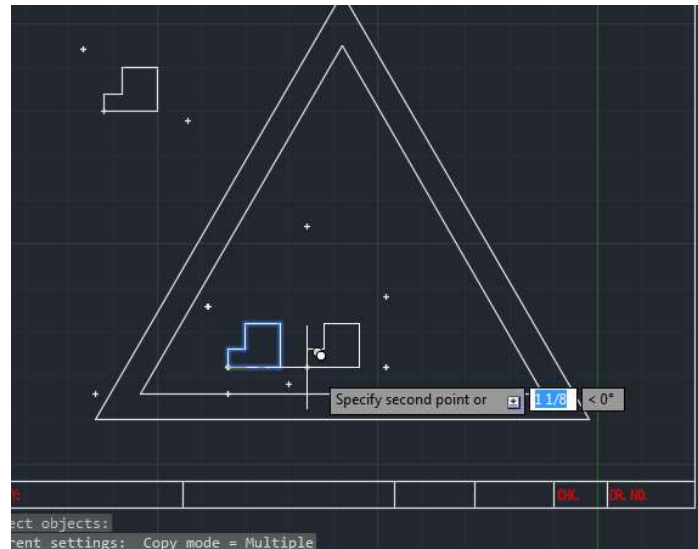 Specify second point or 1 1/8 < 0°
Y: CHK. DR. NO.
ect objects:
rent settings: Copy mode = Multiple